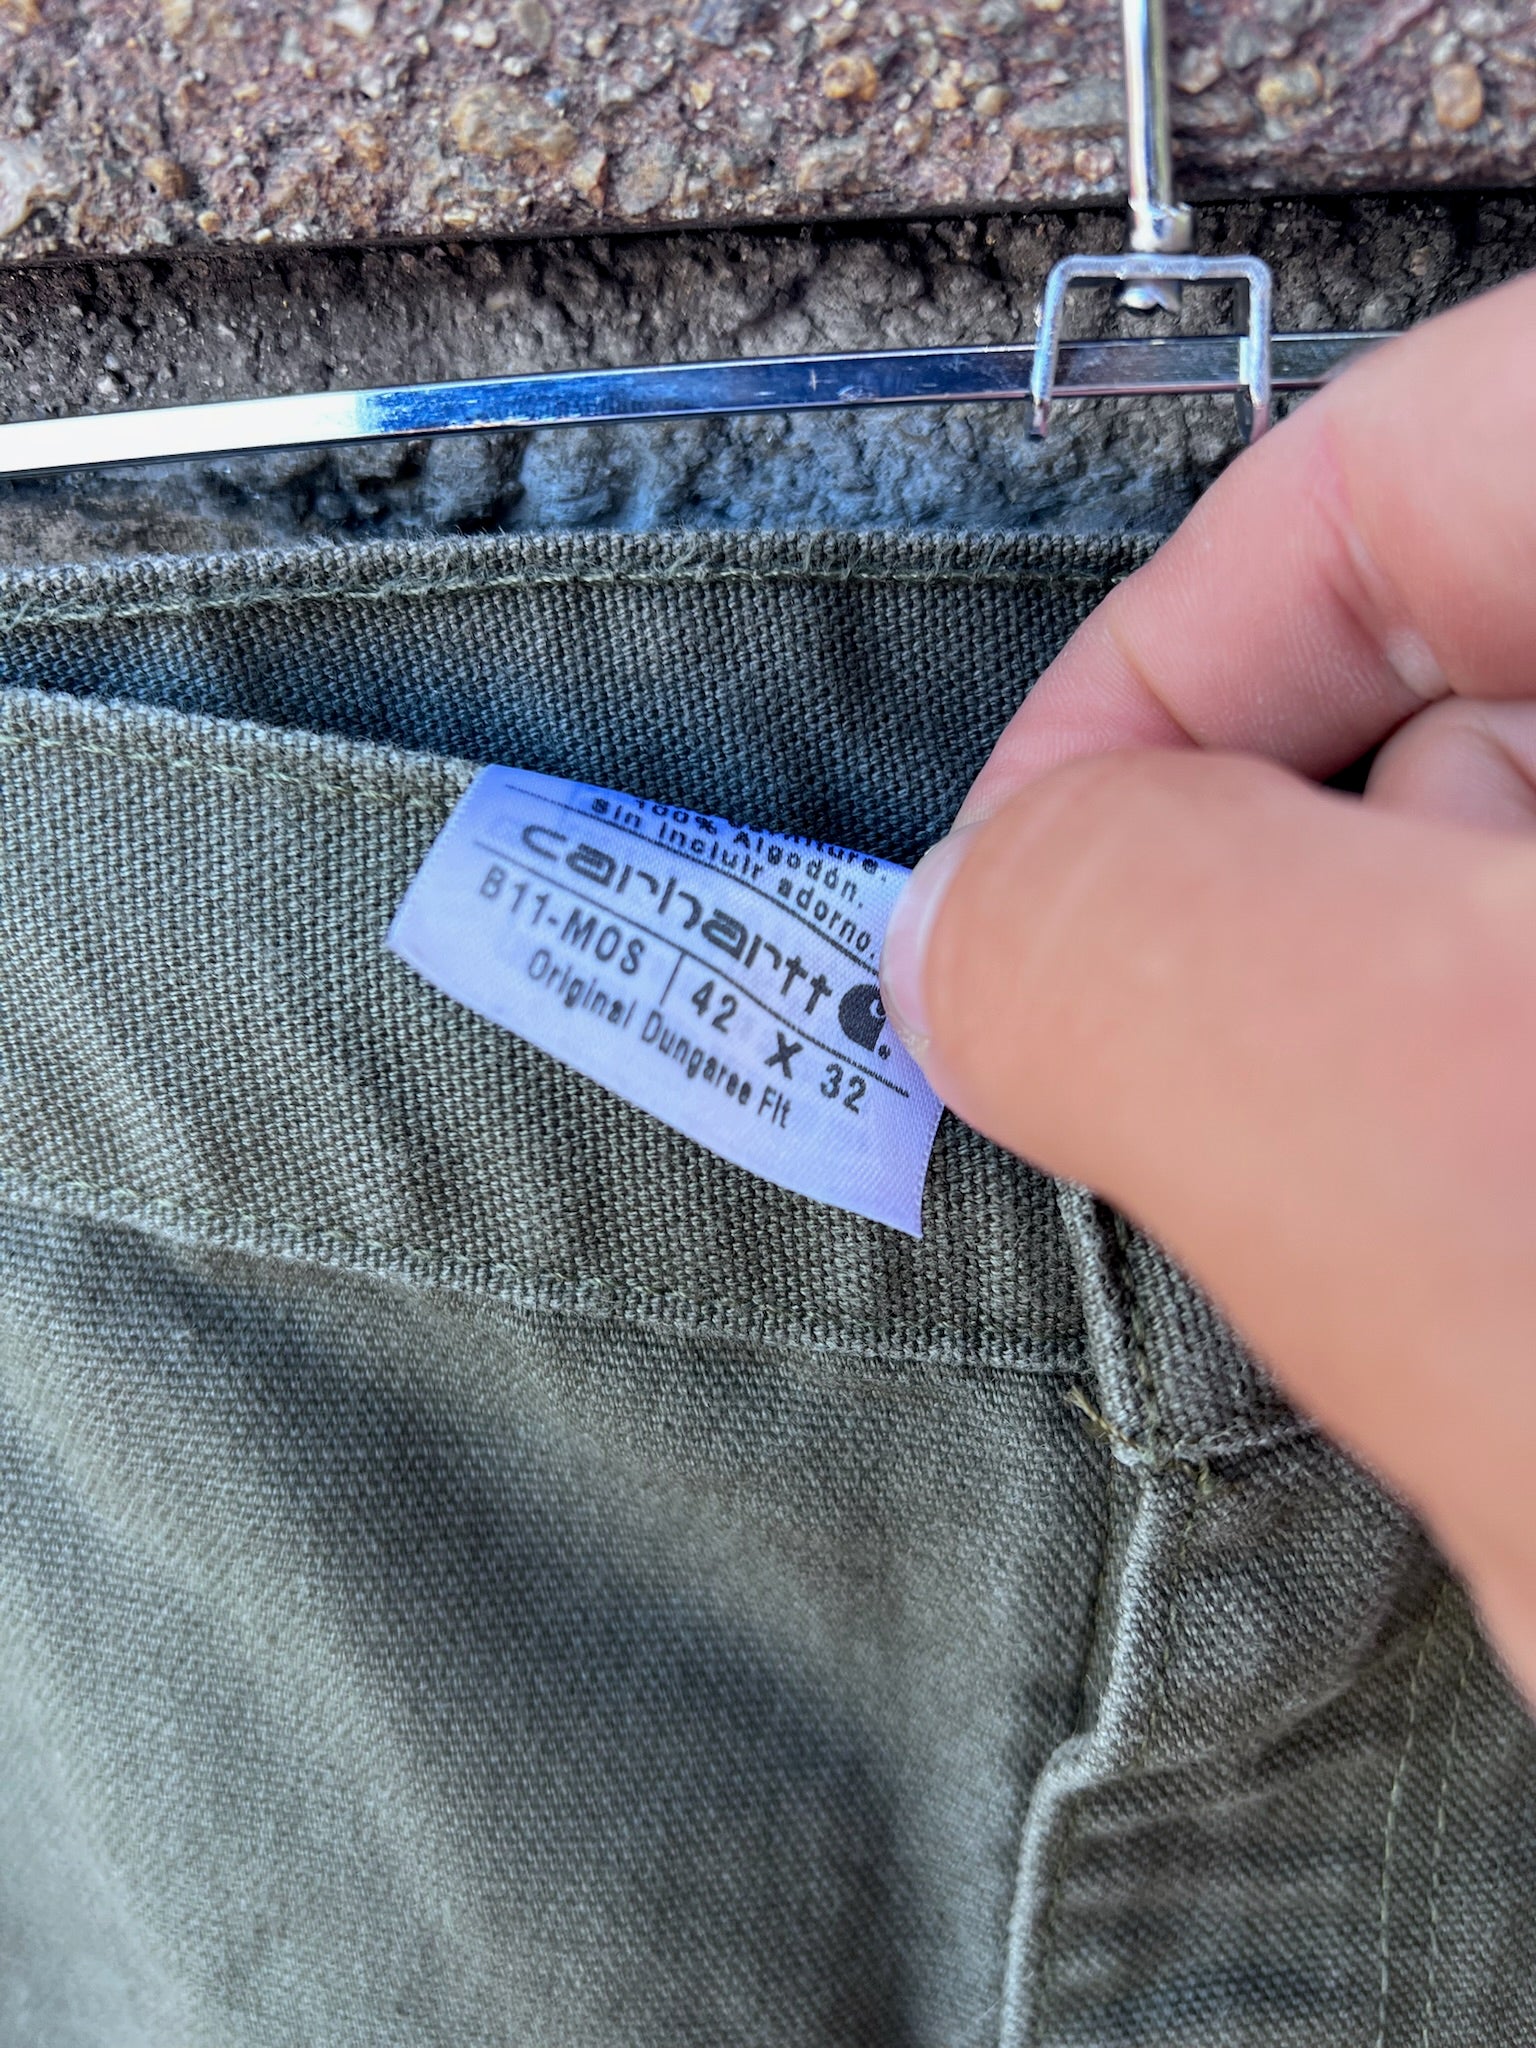 100% Algodón.
Sin incluir adorno.
carhartt
B11-MOS | 42 X 32
Original Dungaree Fit